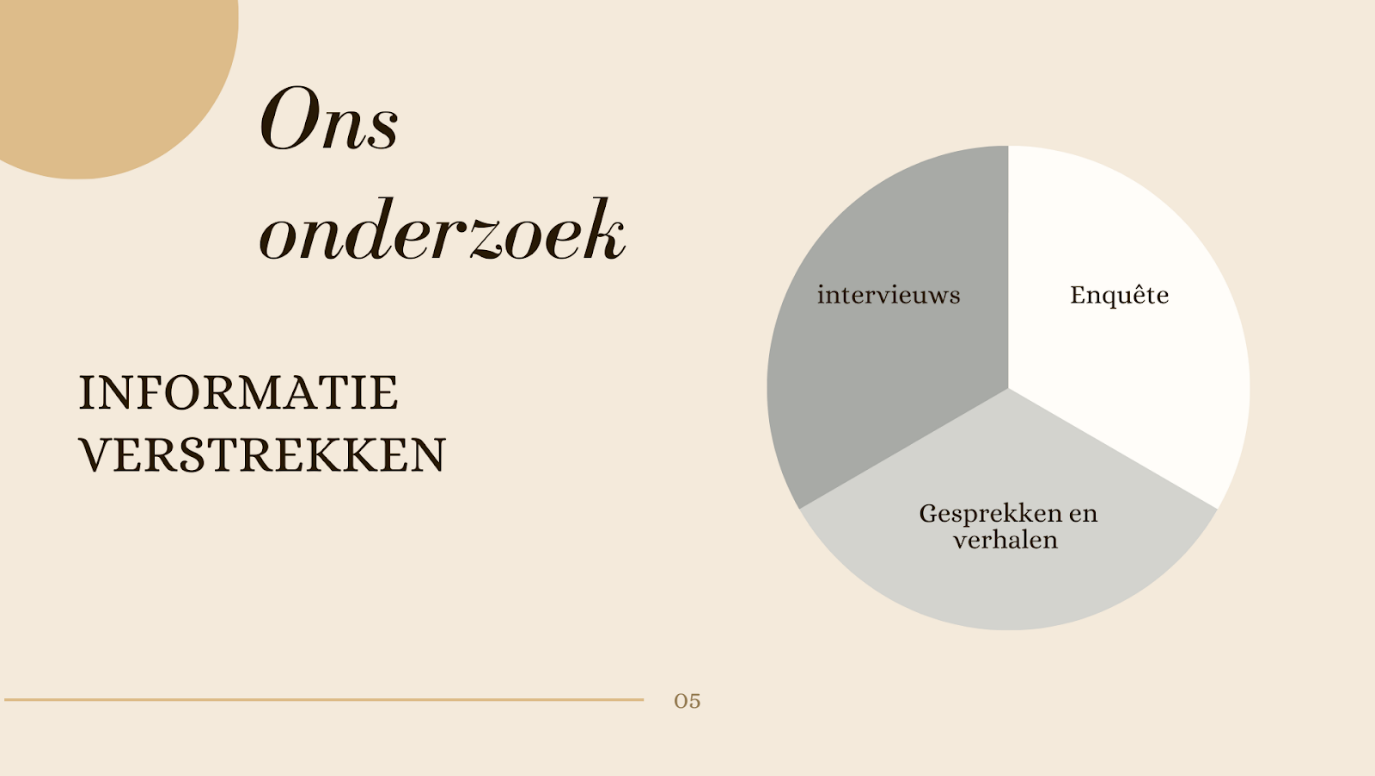 Ons
onderzoek
INFORMATIE
VERSTREKKEN
intervieuws
Enquête
Gesprekken en
verhalen
05